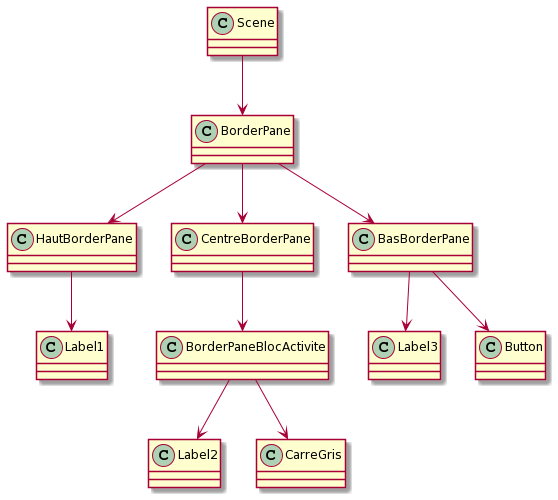 C Scene
C BorderPane
C HautBorderPane
C CentreBorderPane
C BasBorderPane
C Label1
C BorderPaneBlocActivite
C Label3
C Button
C Label2
C CarreGris